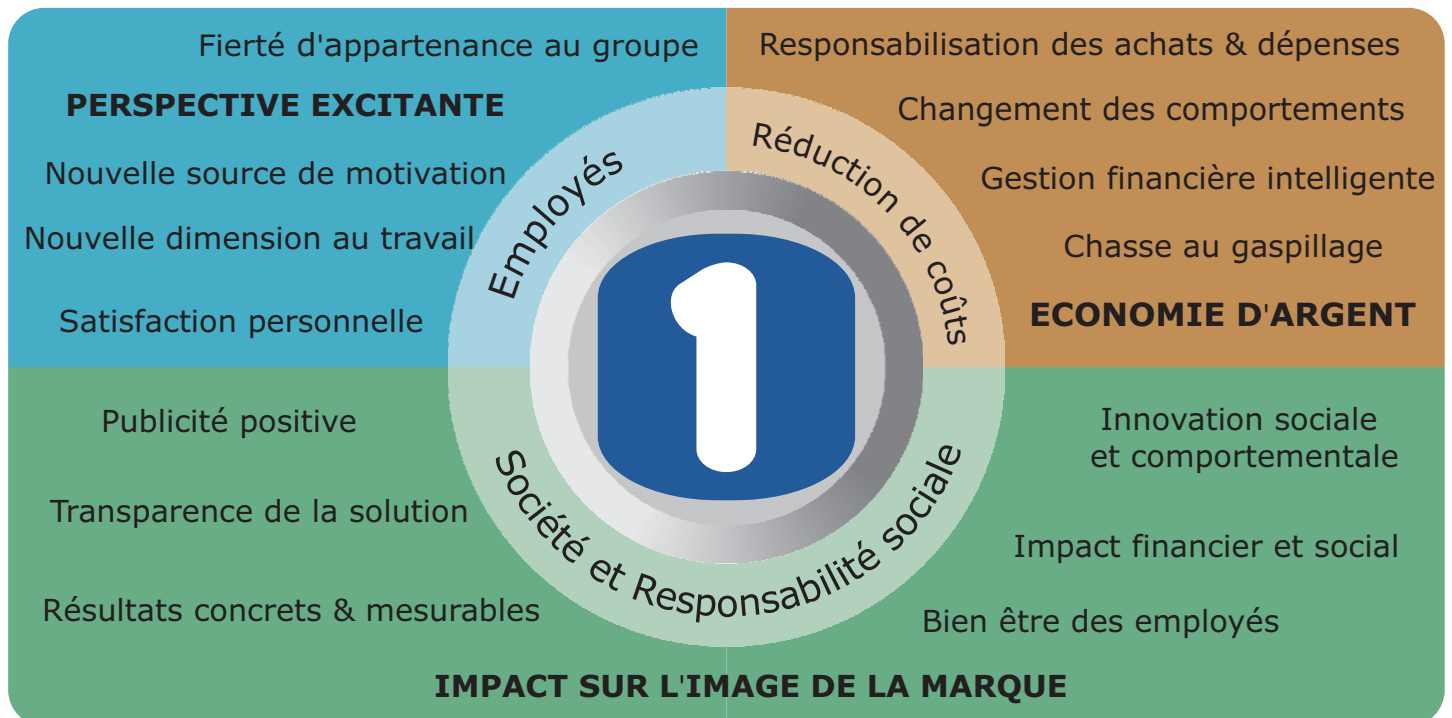 Fierté d'appartenance au groupe
PERSPECTIVE EXCITANTE
Nouvelle source de motivation
Nouvelle dimension au travail
Satisfaction personnelle
Responsabilisation des achats & dépenses
Changement des comportements
Gestion financière intelligente
Chasse au gaspillage
ECONOMIE D'ARGENT
Employés
Réduction de coûts
1
Société et Responsabilité sociale
Publicité positive
Transparence de la solution
Résultats concrets & mesurables
Innovation sociale
et comportementale
Impact financier et social
Bien être des employés
IMPACT SUR L'IMAGE DE LA MARQUE